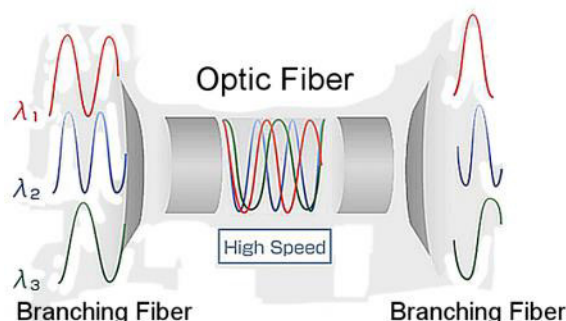 Optic Fiber
λ1
λ2
High Speed
λ3
Branching Fiber
Branching Fiber